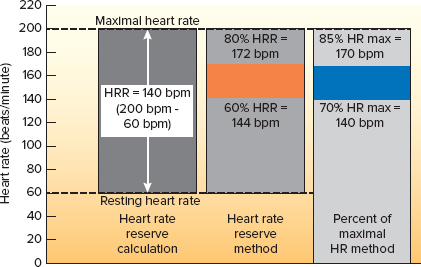 Heart rate (beats/minute)
220
200
180
160
140
120
100
80
60
40
20
0
Maximal heart rate
HRR = 140 bpm
(200 bpm -
60 bpm)
Resting heart rate
Heart rate
reserve
calculation
80% HRR =
172 bpm
60% HRR =
144 bpm
Heart rate
reserve
method
85% HR max =
170 bpm
70% HR max =
140 bpm
Percent of
maximal
HR method